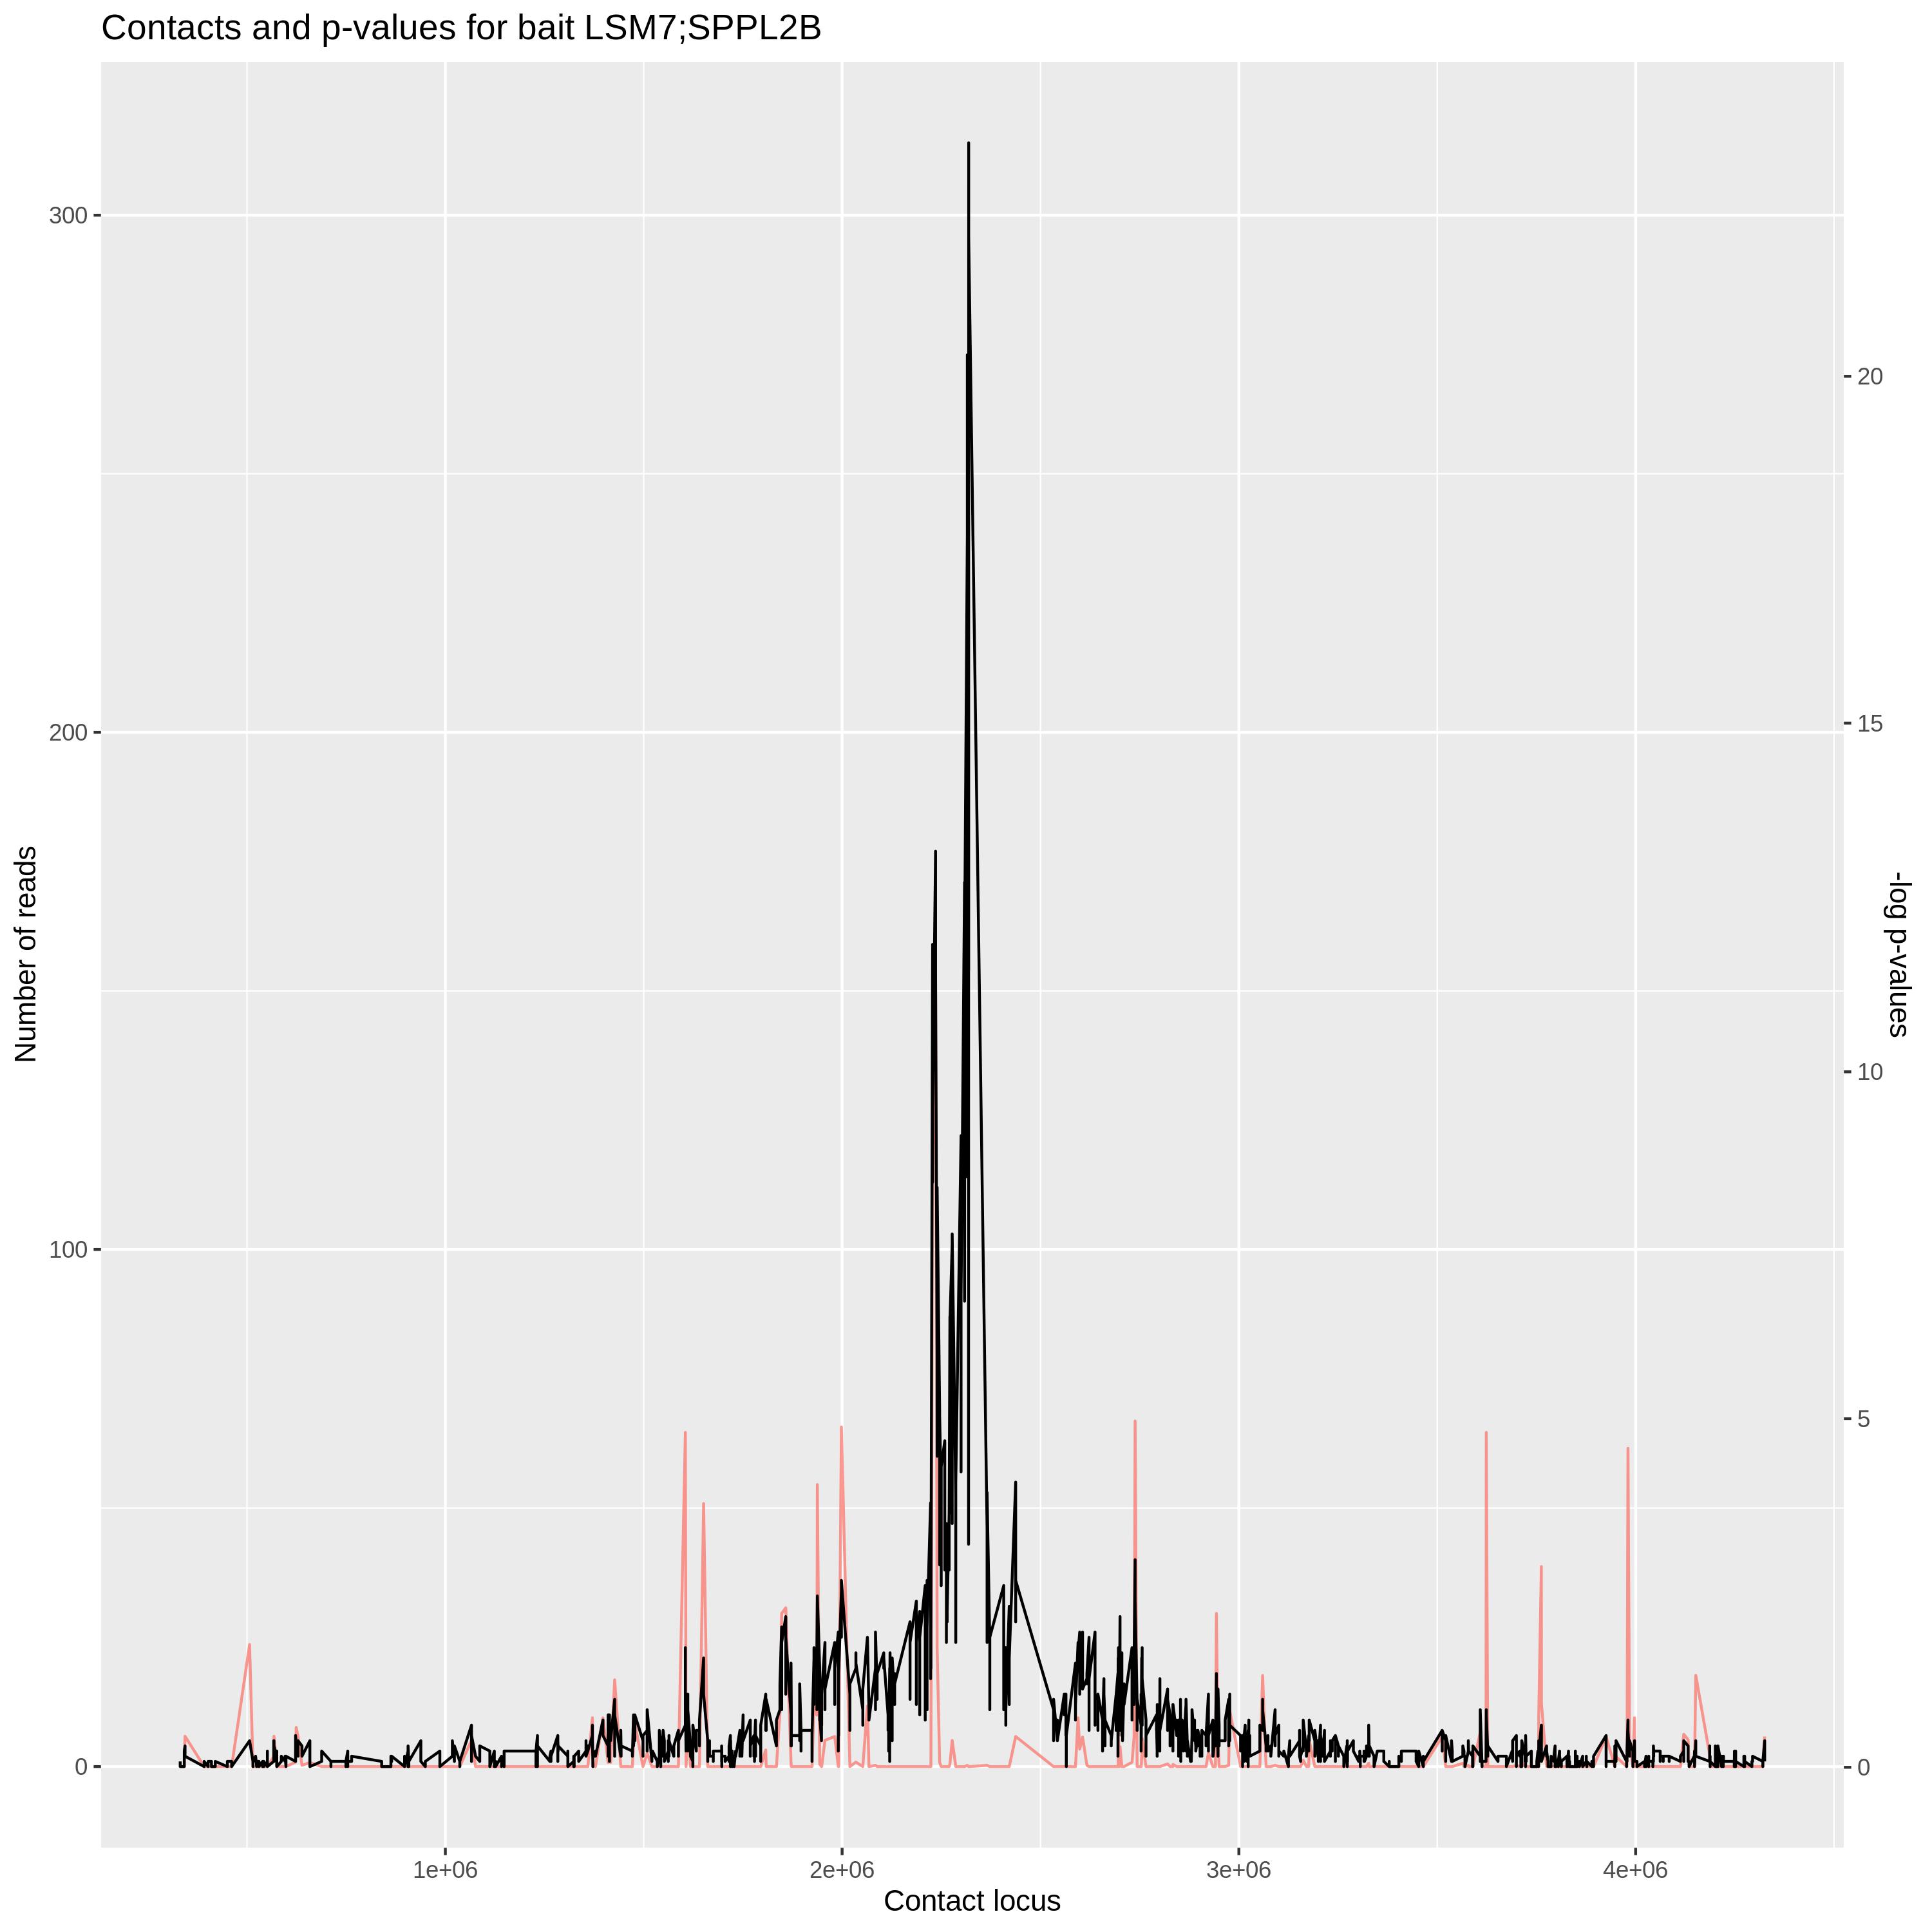 Contacts and p-values for bait LSM7;SPPL2B
300
200
100
0
20
15
10
5
0
Number of reads
-log p-values
1e+06
2e+06
3e+06
4e+06
Contact locus